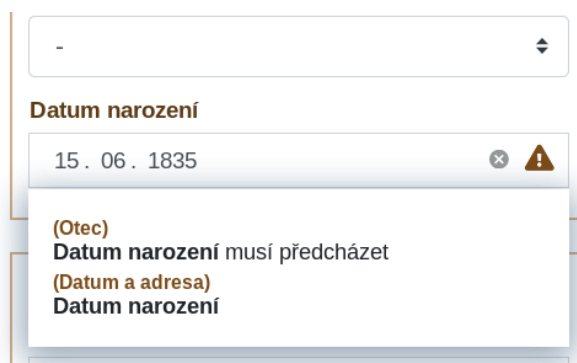 -
Datum narození
15. 06. 1835
(Otec)
Datum narození musí předcházet
(Datum a adresa)
Datum narození